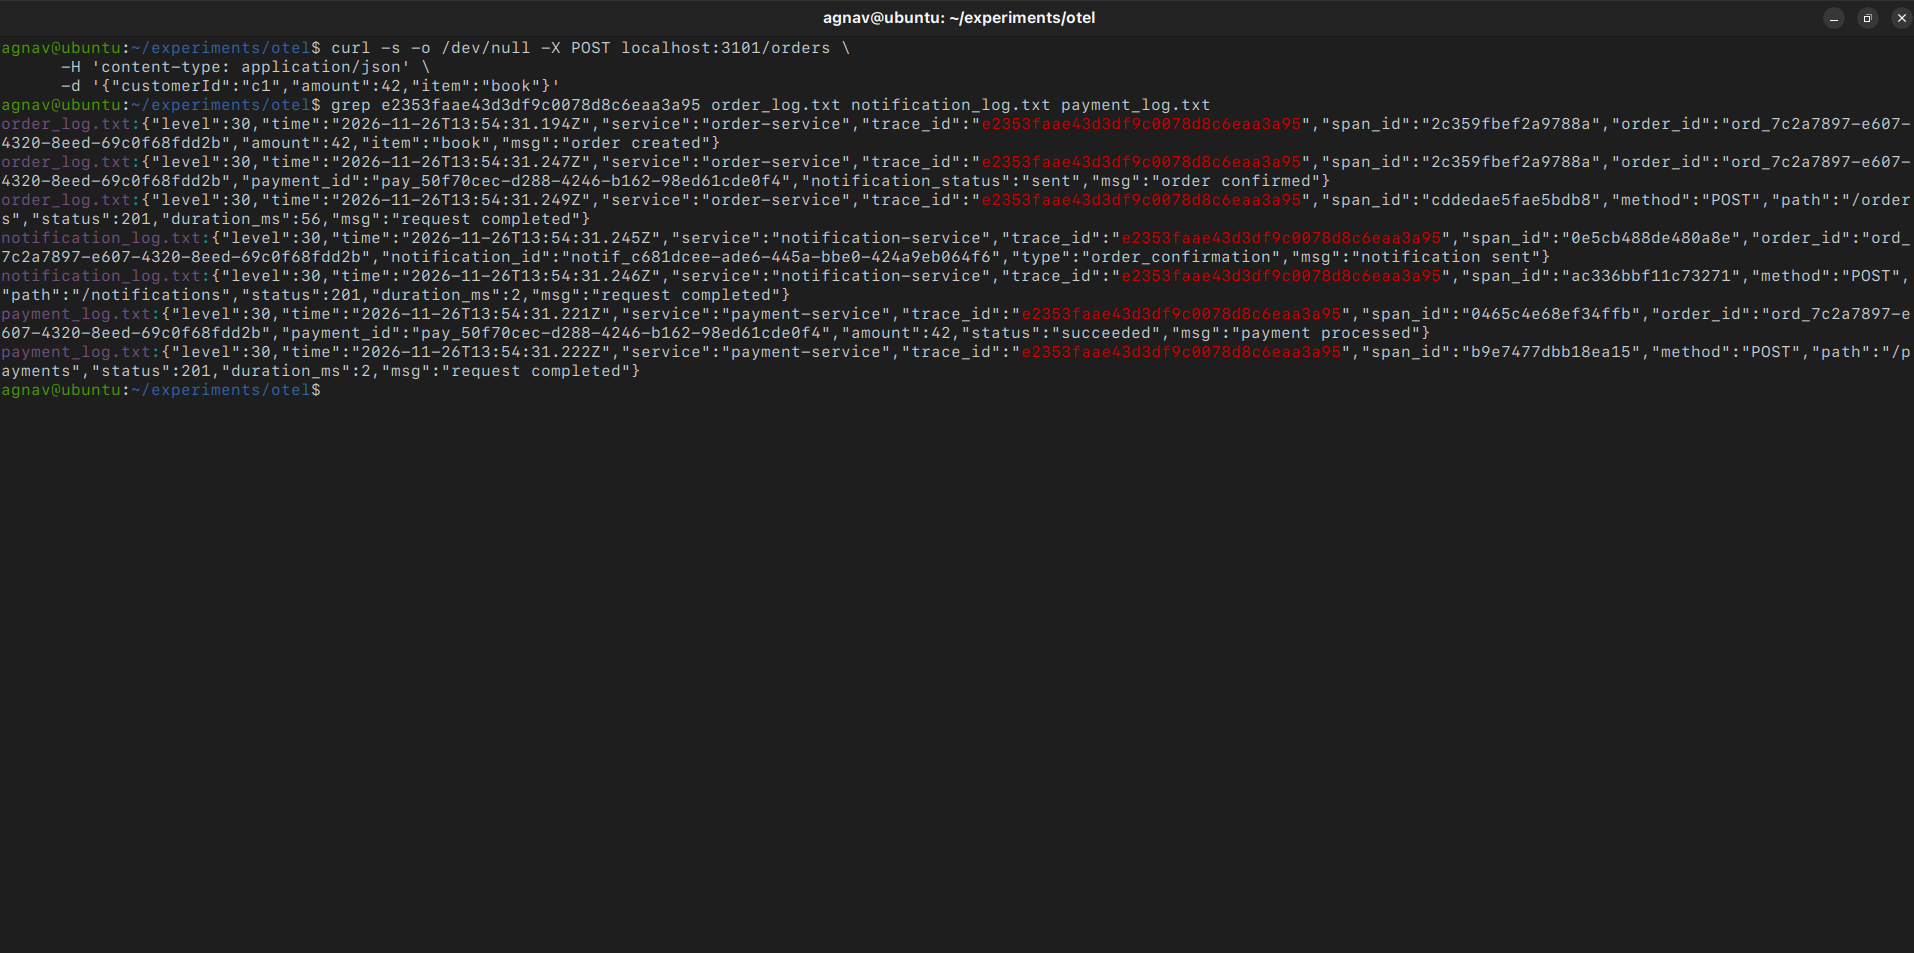 agnav@ubuntu: ~/experiments/otel
agnav@ubuntu:~/experiments/otel$ curl -s -o /dev/null -X POST localhost:3101/orders \
      -H 'content-type: application/json' \
      -d '{"customerId":"c1","amount":42,"item":"book"}'
agnav@ubuntu:~/experiments/otel$ grep e2353faae43d3df9c0078d8c6eaa3a95 order_log.txt notification_log.txt payment_log.txt
order_log.txt:{"level":30,"time":"2026-11-26T13:54:31.194Z","service":"order-service","trace_id":"e2353faae43d3df9c0078d8c6eaa3a95","span_id":"2c359fbef2a9788a","order_id":"ord_7c2a7897-e607-
4320-8eed-69c0f68fdd2b","amount":42,"item":"book","msg":"order created"}
order_log.txt:{"level":30,"time":"2026-11-26T13:54:31.247Z","service":"order-service","trace_id":"e2353faae43d3df9c0078d8c6eaa3a95","span_id":"2c359fbef2a9788a","order_id":"ord_7c2a7897-e607-
4320-8eed-69c0f68fdd2b","payment_id":"pay_50f70cec-d288-4246-b162-98ed61cde0f4","notification_status":"sent","msg":"order confirmed"}
order_log.txt:{"level":30,"time":"2026-11-26T13:54:31.249Z","service":"order-service","trace_id":"e2353faae43d3df9c0078d8c6eaa3a95","span_id":"cddedae5fae5bdb8","method":"POST","path":"/order
s","status":201,"duration_ms":56,"msg":"request completed"}
notification_log.txt:{"level":30,"time":"2026-11-26T13:54:31.245Z","service":"notification-service","trace_id":"e2353faae43d3df9c0078d8c6eaa3a95","span_id":"0e5cb488de480a8e","order_id":"ord_
7c2a7897-e607-4320-8eed-69c0f68fdd2b","notification_id":"notif_c681dcee-ade6-445a-bbe0-424a9eb064f6","type":"order_confirmation","msg":"notification sent"}
notification_log.txt:{"level":30,"time":"2026-11-26T13:54:31.246Z","service":"notification-service","trace_id":"e2353faae43d3df9c0078d8c6eaa3a95","span_id":"ac336bbf11c73271","method":"POST",
"path":"/notifications","status":201,"duration_ms":2,"msg":"request completed"}
payment_log.txt:{"level":30,"time":"2026-11-26T13:54:31.221Z","service":"payment-service","trace_id":"e2353faae43d3df9c0078d8c6eaa3a95","span_id":"0465c4e68ef34ffb","order_id":"ord_7c2a7897-e
607-4320-8eed-69c0f68fdd2b","payment_id":"pay_50f70cec-d288-4246-b162-98ed61cde0f4","amount":42,"status":"succeeded","msg":"payment processed"}
payment_log.txt:{"level":30,"time":"2026-11-26T13:54:31.222Z","service":"payment-service","trace_id":"e2353faae43d3df9c0078d8c6eaa3a95","span_id":"b9e7477dbb18ea15","method":"POST","path":"/p
ayments","status":201,"duration_ms":2,"msg":"request completed"}
agnav@ubuntu:~/experiments/otel$